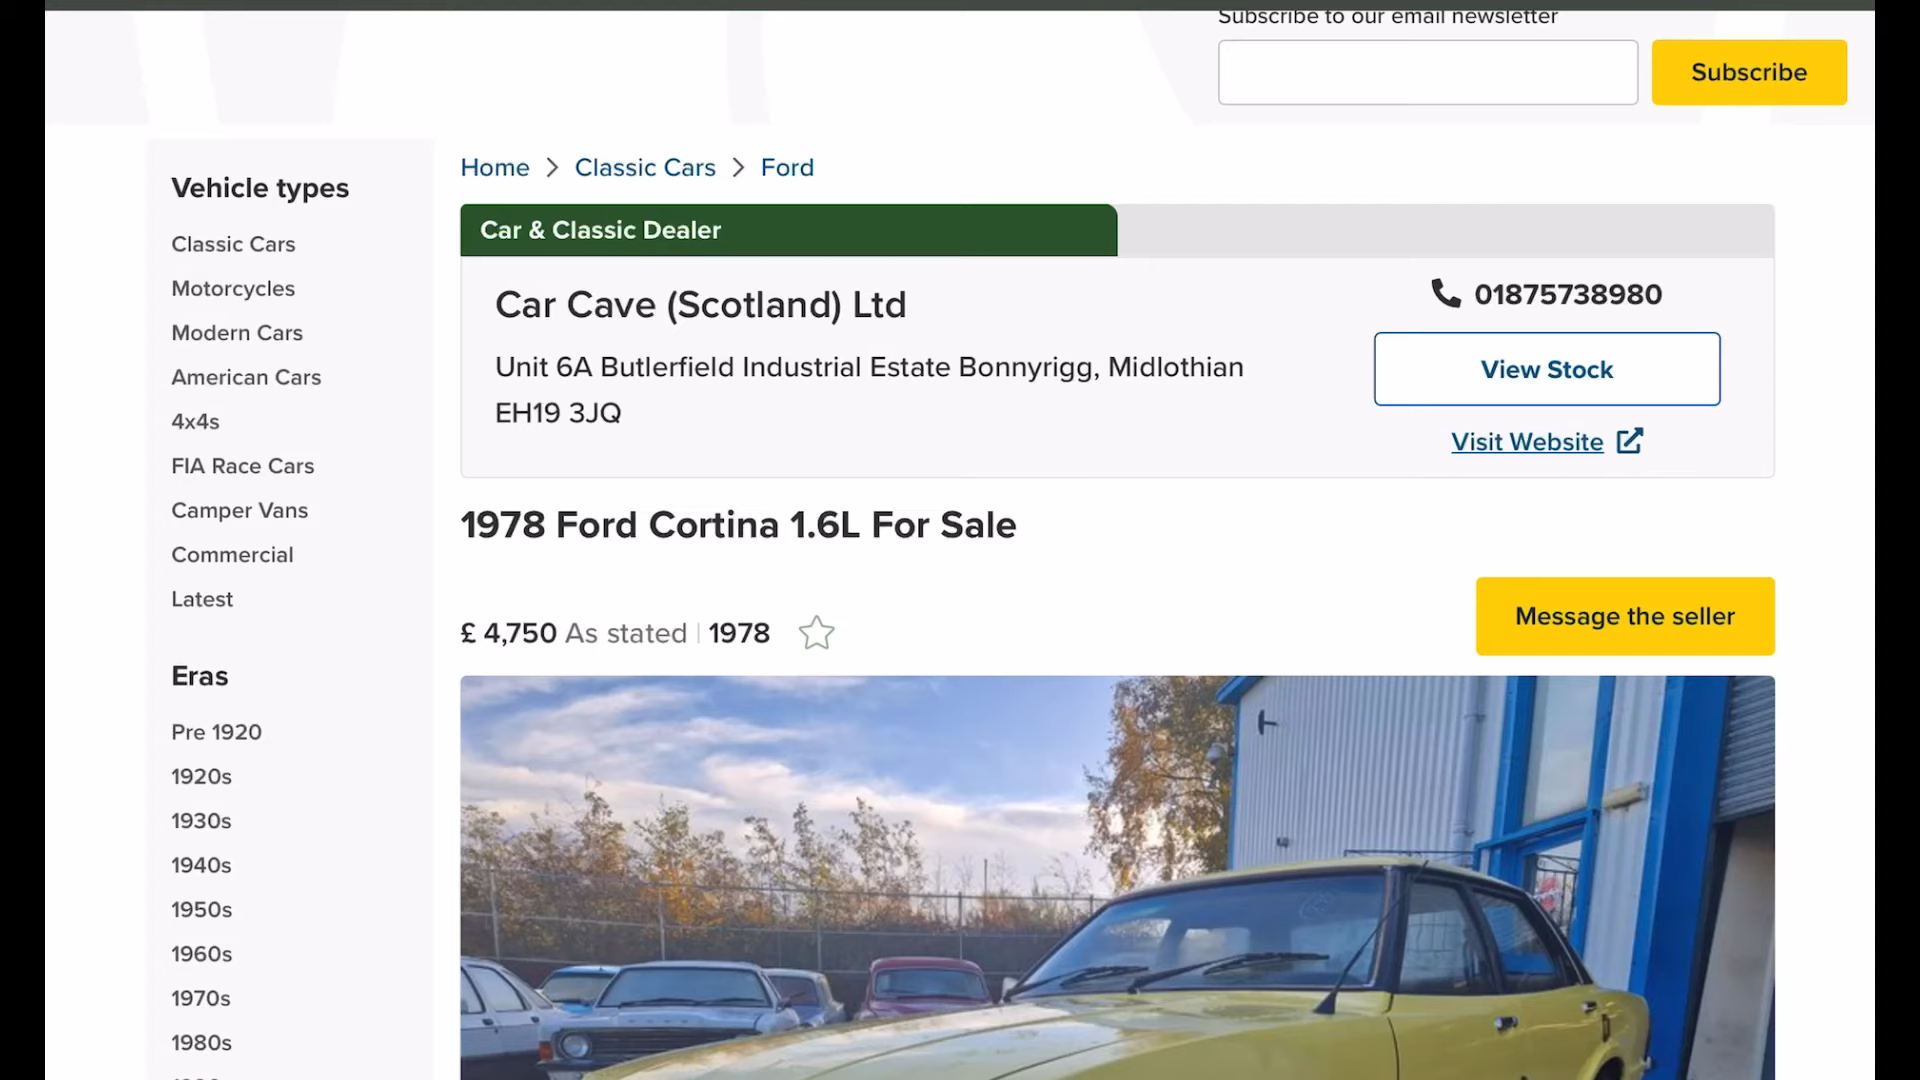 Subscribe to our email newsletter
Subscribe
Vehicle types
Classic Cars
Motorcycles
Modern Cars
American Cars
4x4s
FIA Race Cars
Camper Vans
Commercial
Latest
Eras
Pre 1920
1920s
1930s
1940s
1950s
1960s
1970s
1980s
Home > Classic Cars > Ford
Car & Classic Dealer
Car Cave (Scotland) Ltd
Unit 6A Butlerfield Industrial Estate Bonnyrigg, Midlothian
EH19 3JQ
01875738980
View Stock
Visit Website
1978 Ford Cortina 1.6L For Sale
£ 4,750 As stated | 1978
Message the seller